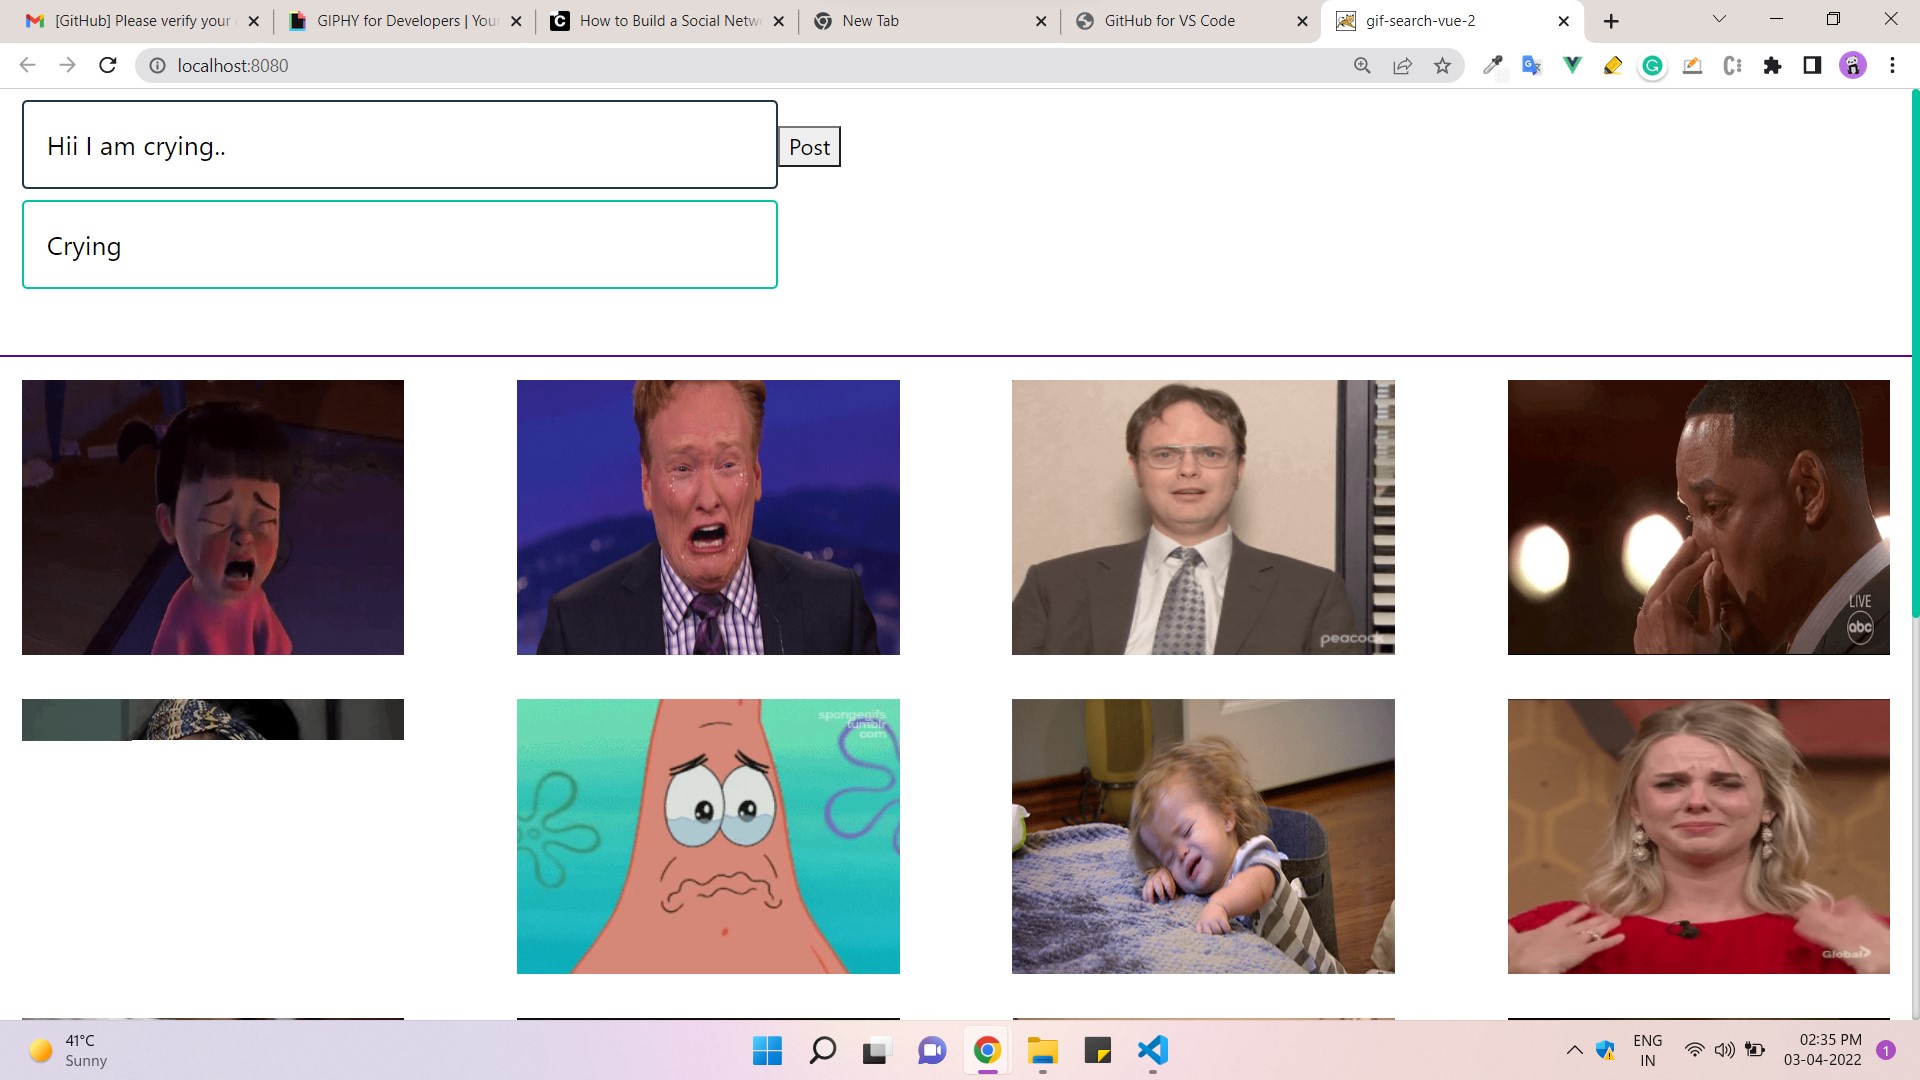 [GitHub] Please verify your
GIPHY for Developers | You
How to Build a Social Netw
New Tab
GitHub for VS Code
gif-search-vue-2
localhost:8080
Hii I am crying..
Post
Crying
peacock
LIVE
abc
spongegifs
tumblr
com
Global
41°C
Sunny
ENG
IN
02:35 PM
03-04-2022
1